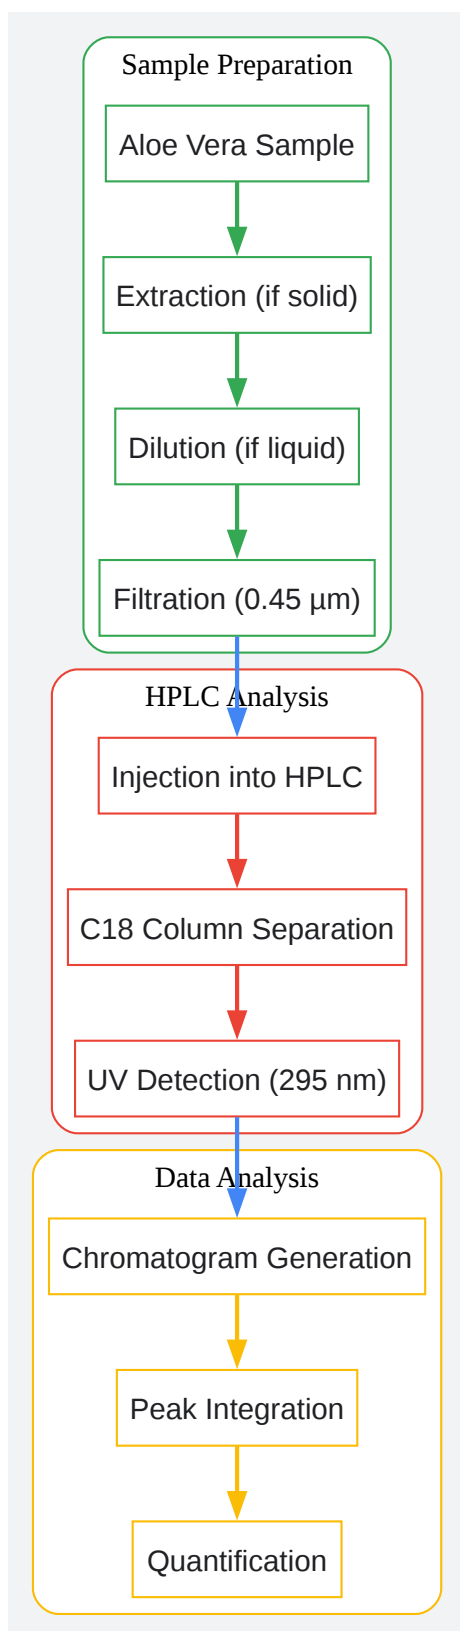 Sample Preparation
Aloe Vera Sample
Extraction (if solid)
Dilution (if liquid)
Filtration (0.45 µm)
HPLC Analysis
Injection into HPLC
C18 Column Separation
UV Detection (295 nm)
Data Analysis
Chromatogram Generation
Peak Integration
Quantification